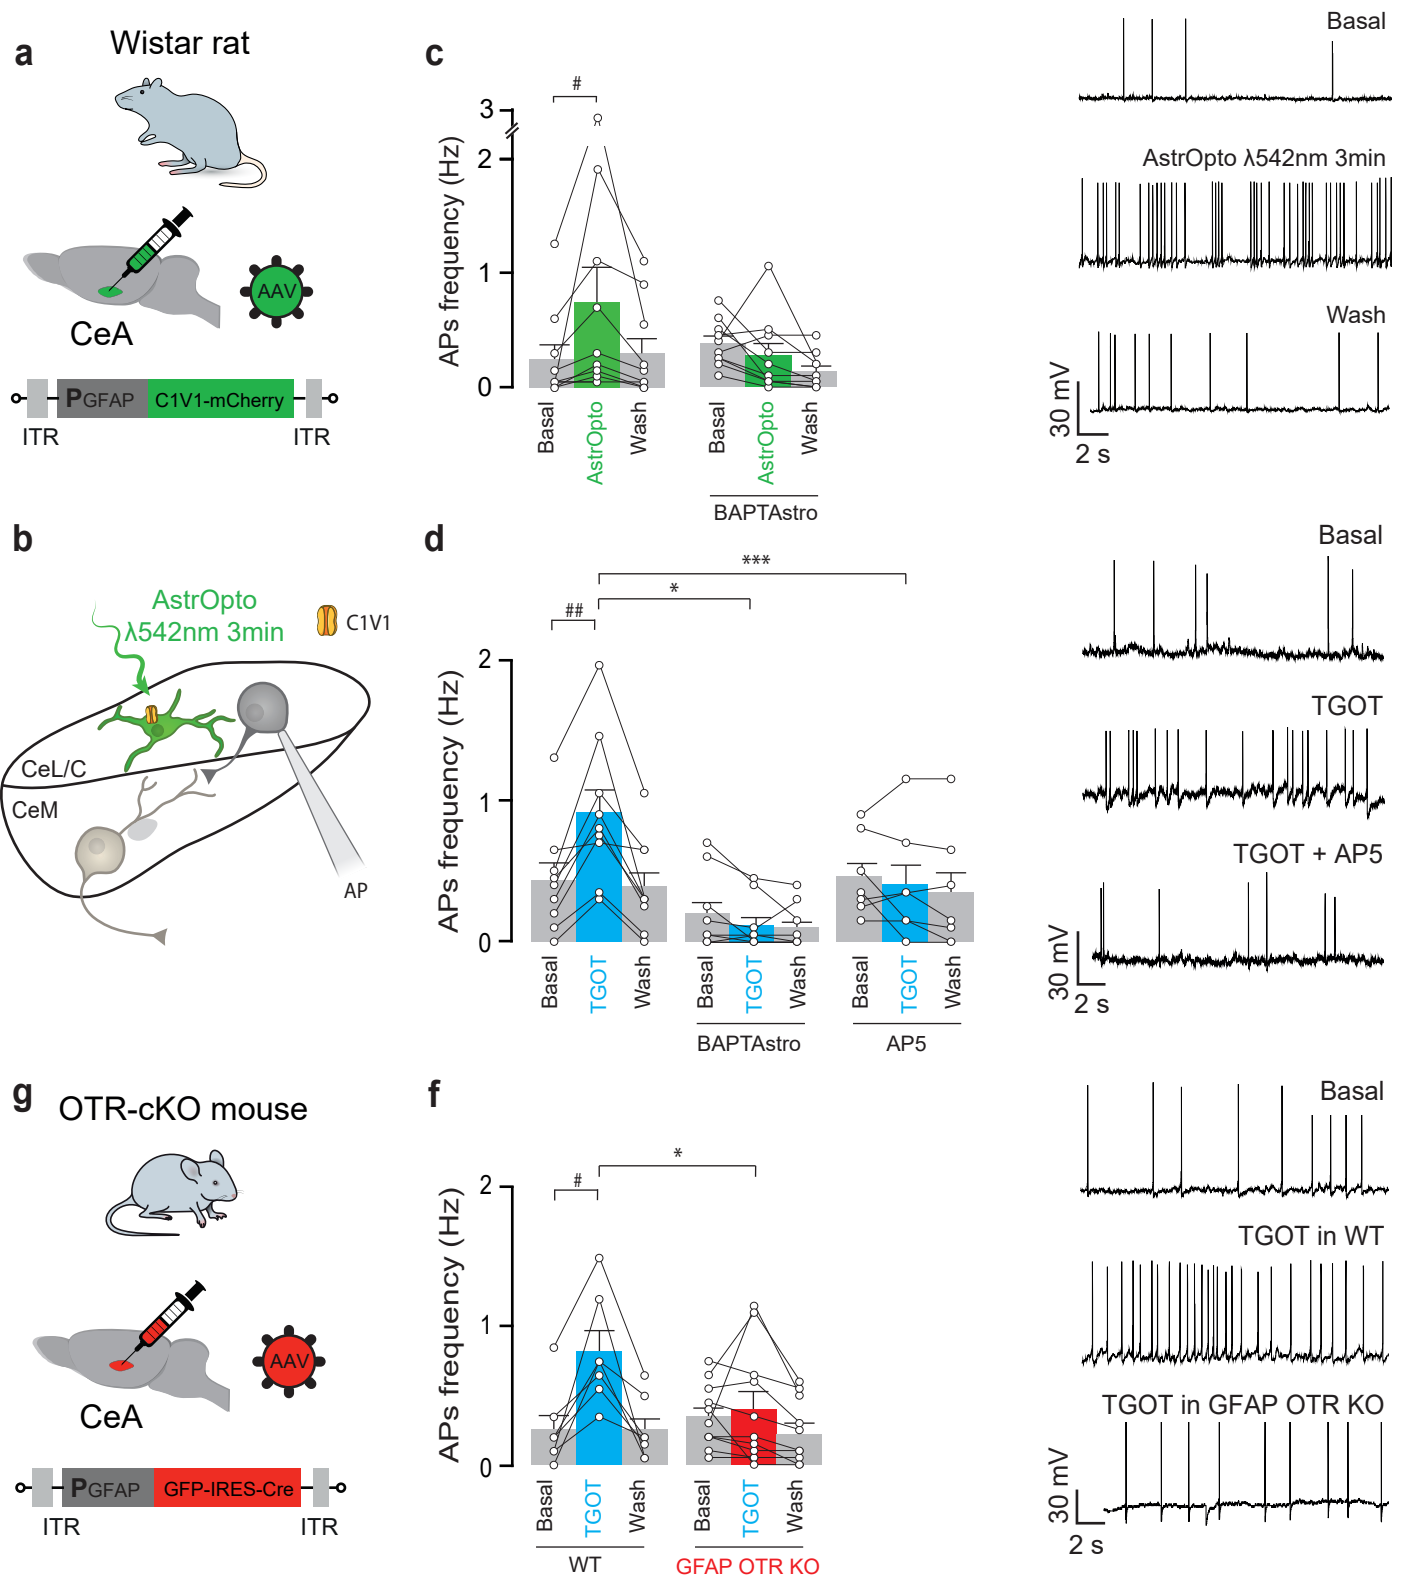 a
Wistar rat
AAV
CeA
PGFAP
C1V1-mCherry
ITR
ITR
c
#
3
2
1
0
APs frequency (Hz)
Basal
AstrOpto
Wash
Basal
AstrOpto
Wash
BAPTAstro
Basal
AstrOpto λ542nm 3min
Wash
30 mV
2 s
b
AstrOpto
λ542nm 3min
C1V1
CeL/C
CeM
AP
d
***
*
##
2
1
0
APs frequency (Hz)
Basal
TGOT
Wash
Basal
TGOT
Wash
Basal
TGOT
Wash
BAPTAstro
AP5
Basal
TGOT
TGOT + AP5
30 mV
2 s
g
OTR-cKO mouse
AAV
CeA
PGFAP
GFP-IRES-Cre
ITR
ITR
f
*
#
2
1
0
APs frequency (Hz)
Basal
TGOT
Wash
Basal
TGOT
Wash
WT
GFAP OTR KO
Basal
TGOT in WT
TGOT in GFAP OTR KO
30 mV
2 s